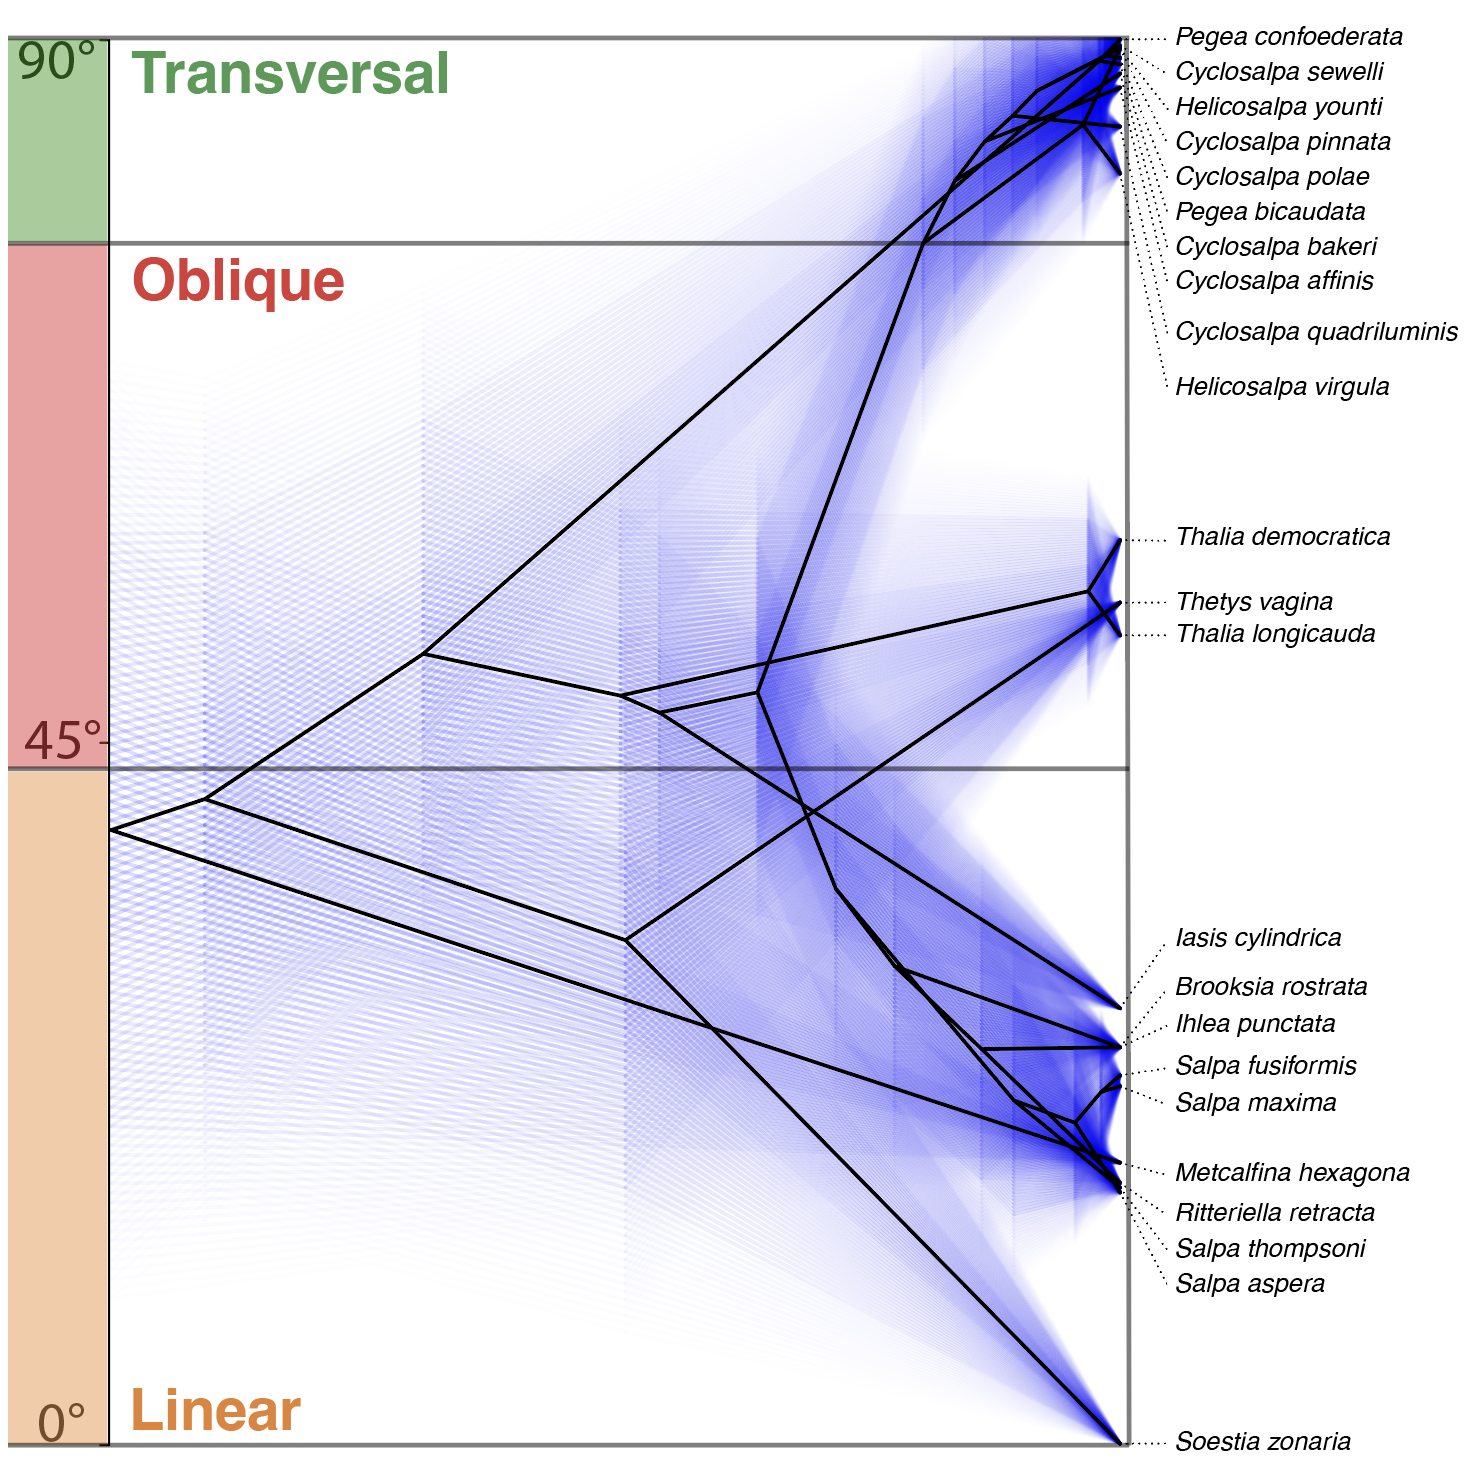 90°
Transversal
Oblique
45°
0°
Linear
Pegea confoederata
Cyclosalpa sewelli
Helicosalpa younti
Cyclosalpa pinnata
Cyclosalpa polae
Pegea bicaudata
Cyclosalpa bakeri
Cyclosalpa affinis
Cyclosalpa quadriluminis
Helicosalpa virgula
Thalia democratica
Thetys vagina
Thalia longicauda
Iasis cylindrica
Brooksia rostrata
Ihlea punctata
Salpa fusiformis
Salpa maxima
Metcalfina hexagona
Ritteriella retracta
Salpa thompsoni
Salpa aspera
Soestia zonaria